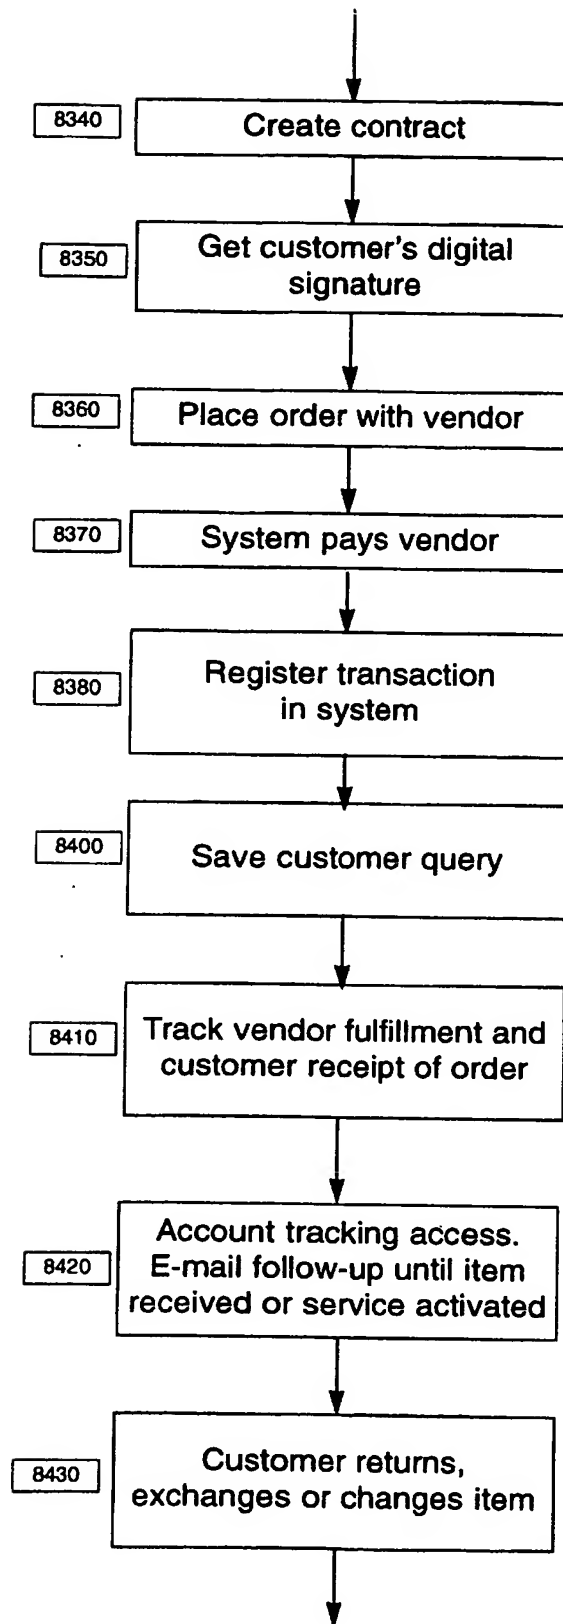 8340
Create contract
8350
Get customer's digital
signature
8360
Place order with vendor
8370
System pays vendor
8380
Register transaction
in system
8400
Save customer query
8410
Track vendor fulfillment and
customer receipt of order
8420
Account tracking access.
E-mail follow-up until item
received or service activated
8430
Customer returns,
exchanges or changes item